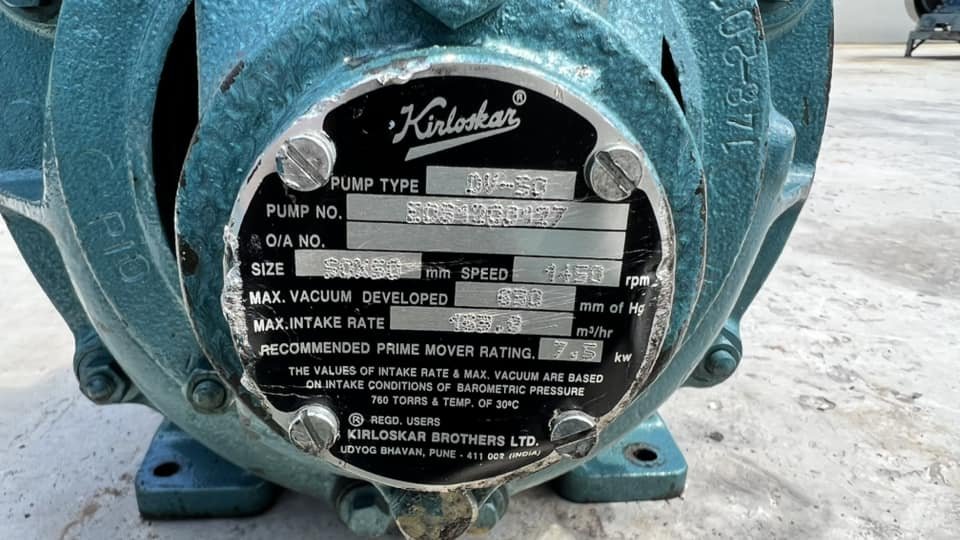 Kirloskar®
PUMP TYPE
PUMP NO.
O/A NO.
SIZE mm SPEED 1450 rpm
MAX. VACUUM DEVELOPED mm of Hg
MAX. INTAKE RATE m³/hr
RECOMMENDED PRIME MOVER RATING. 7.5 kw
THE VALUES OF INTAKE RATE & MAX. VACUUM ARE BASED
ON INTAKE CONDITIONS OF BAROMETRIC PRESSURE
760 TORRS & TEMP. OF 30ºC
® REGD. USERS
KIRLOSKAR BROTHERS LTD.
UDYOG BHAVAN, PUNE - 411 002 (INDIA)